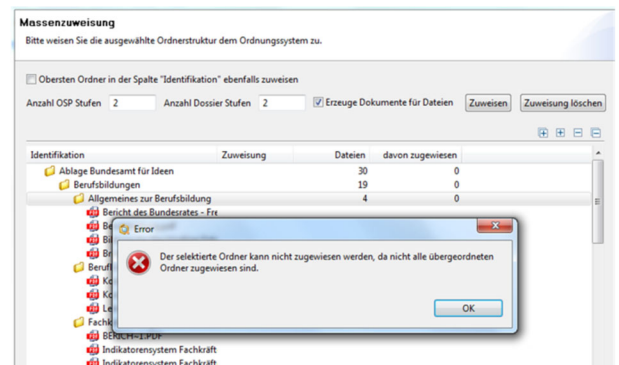 Massenzuweisung
Bitte weisen Sie die ausgewählte Ordnerstruktur dem Ordnungssystem zu.
Obersten Ordner in der Spalte "Identifikation" ebenfalls zuweisen
Anzahl OSP Stufen 2 Anzahl Dossier Stufen 2 Erzeuge Dokumente für Dateien Zuweisen Zuweisung löschen
Identifikation Zuweisung Dateien davon zugewiesen
Ablage Bundesamt für Ideen 30 0
Berufsbildungen 19 0
Allgemeines zur Berufsbildung 4 0
Bericht des Bundesrates - Fre
Error
Der selektierte Ordner kann nicht zugewiesen werden, da nicht alle übergeordneten
Ordner zugewiesen sind.
OK
BERICH~1.PDF
Indikatorensystem Fachkräft
Indikatorensystem Fachkräft